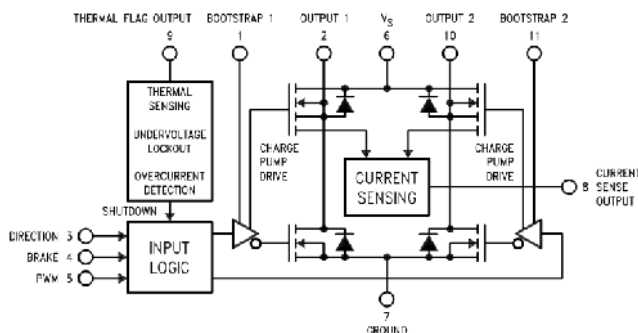 THERMAL FLAG OUTPUT
9
BOOTSTRAP 1
1
OUTPUT 1
2
VS
6
OUTPUT 2
10
BOOTSTRAP 2
11
THERMAL
SENSING
UNDERVOLTAGE
LOCKOUT
OVERCURRENT
DETECTION
CHARGE
PUMP
DRIVE
CURRENT
SENSING
CHARGE
PUMP
DRIVE
8 CURRENT
SENSE
OUTPUT
SHUTDOWN
DIRECTION 3
BRAKE 4
PWM 5
INPUT
LOGIC
7
GROUND